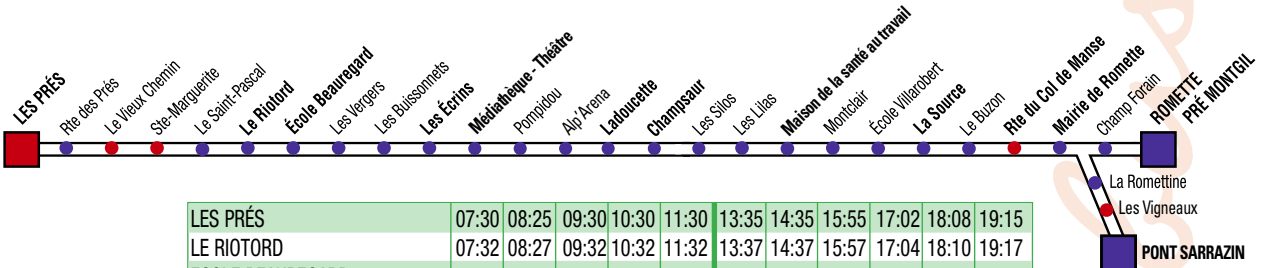 LES PRÉS
Rte des Prés
Le Vieux Chemin
Ste-Marguerite
Le Saint-Pascal
Le Riotord
École Beauregard
Les Vergers
Les Buissonnets
Les Écrins
Médiathèque - Théâtre
Pompidou
Alp'Arena
Ladoucette
Champsaur
Les Silos
Les Lilas
Maison de la santé au travail
Montclair
École Villarobert
La Source
Le Buzon
Rte du Col de Manse
Mairie de Romette
Champ Forain
ROMETTE
PRÉ MONTGIL
La Romettine
Les Vigneaux
PONT SARRAZIN
LES PRÉS 07:30 08:25 09:30 10:30 11:30 13:35 14:35 15:55 17:02 18:08 19:15
LE RIOTORD 07:32 08:27 09:32 10:32 11:32 13:37 14:37 15:57 17:04 18:10 19:17